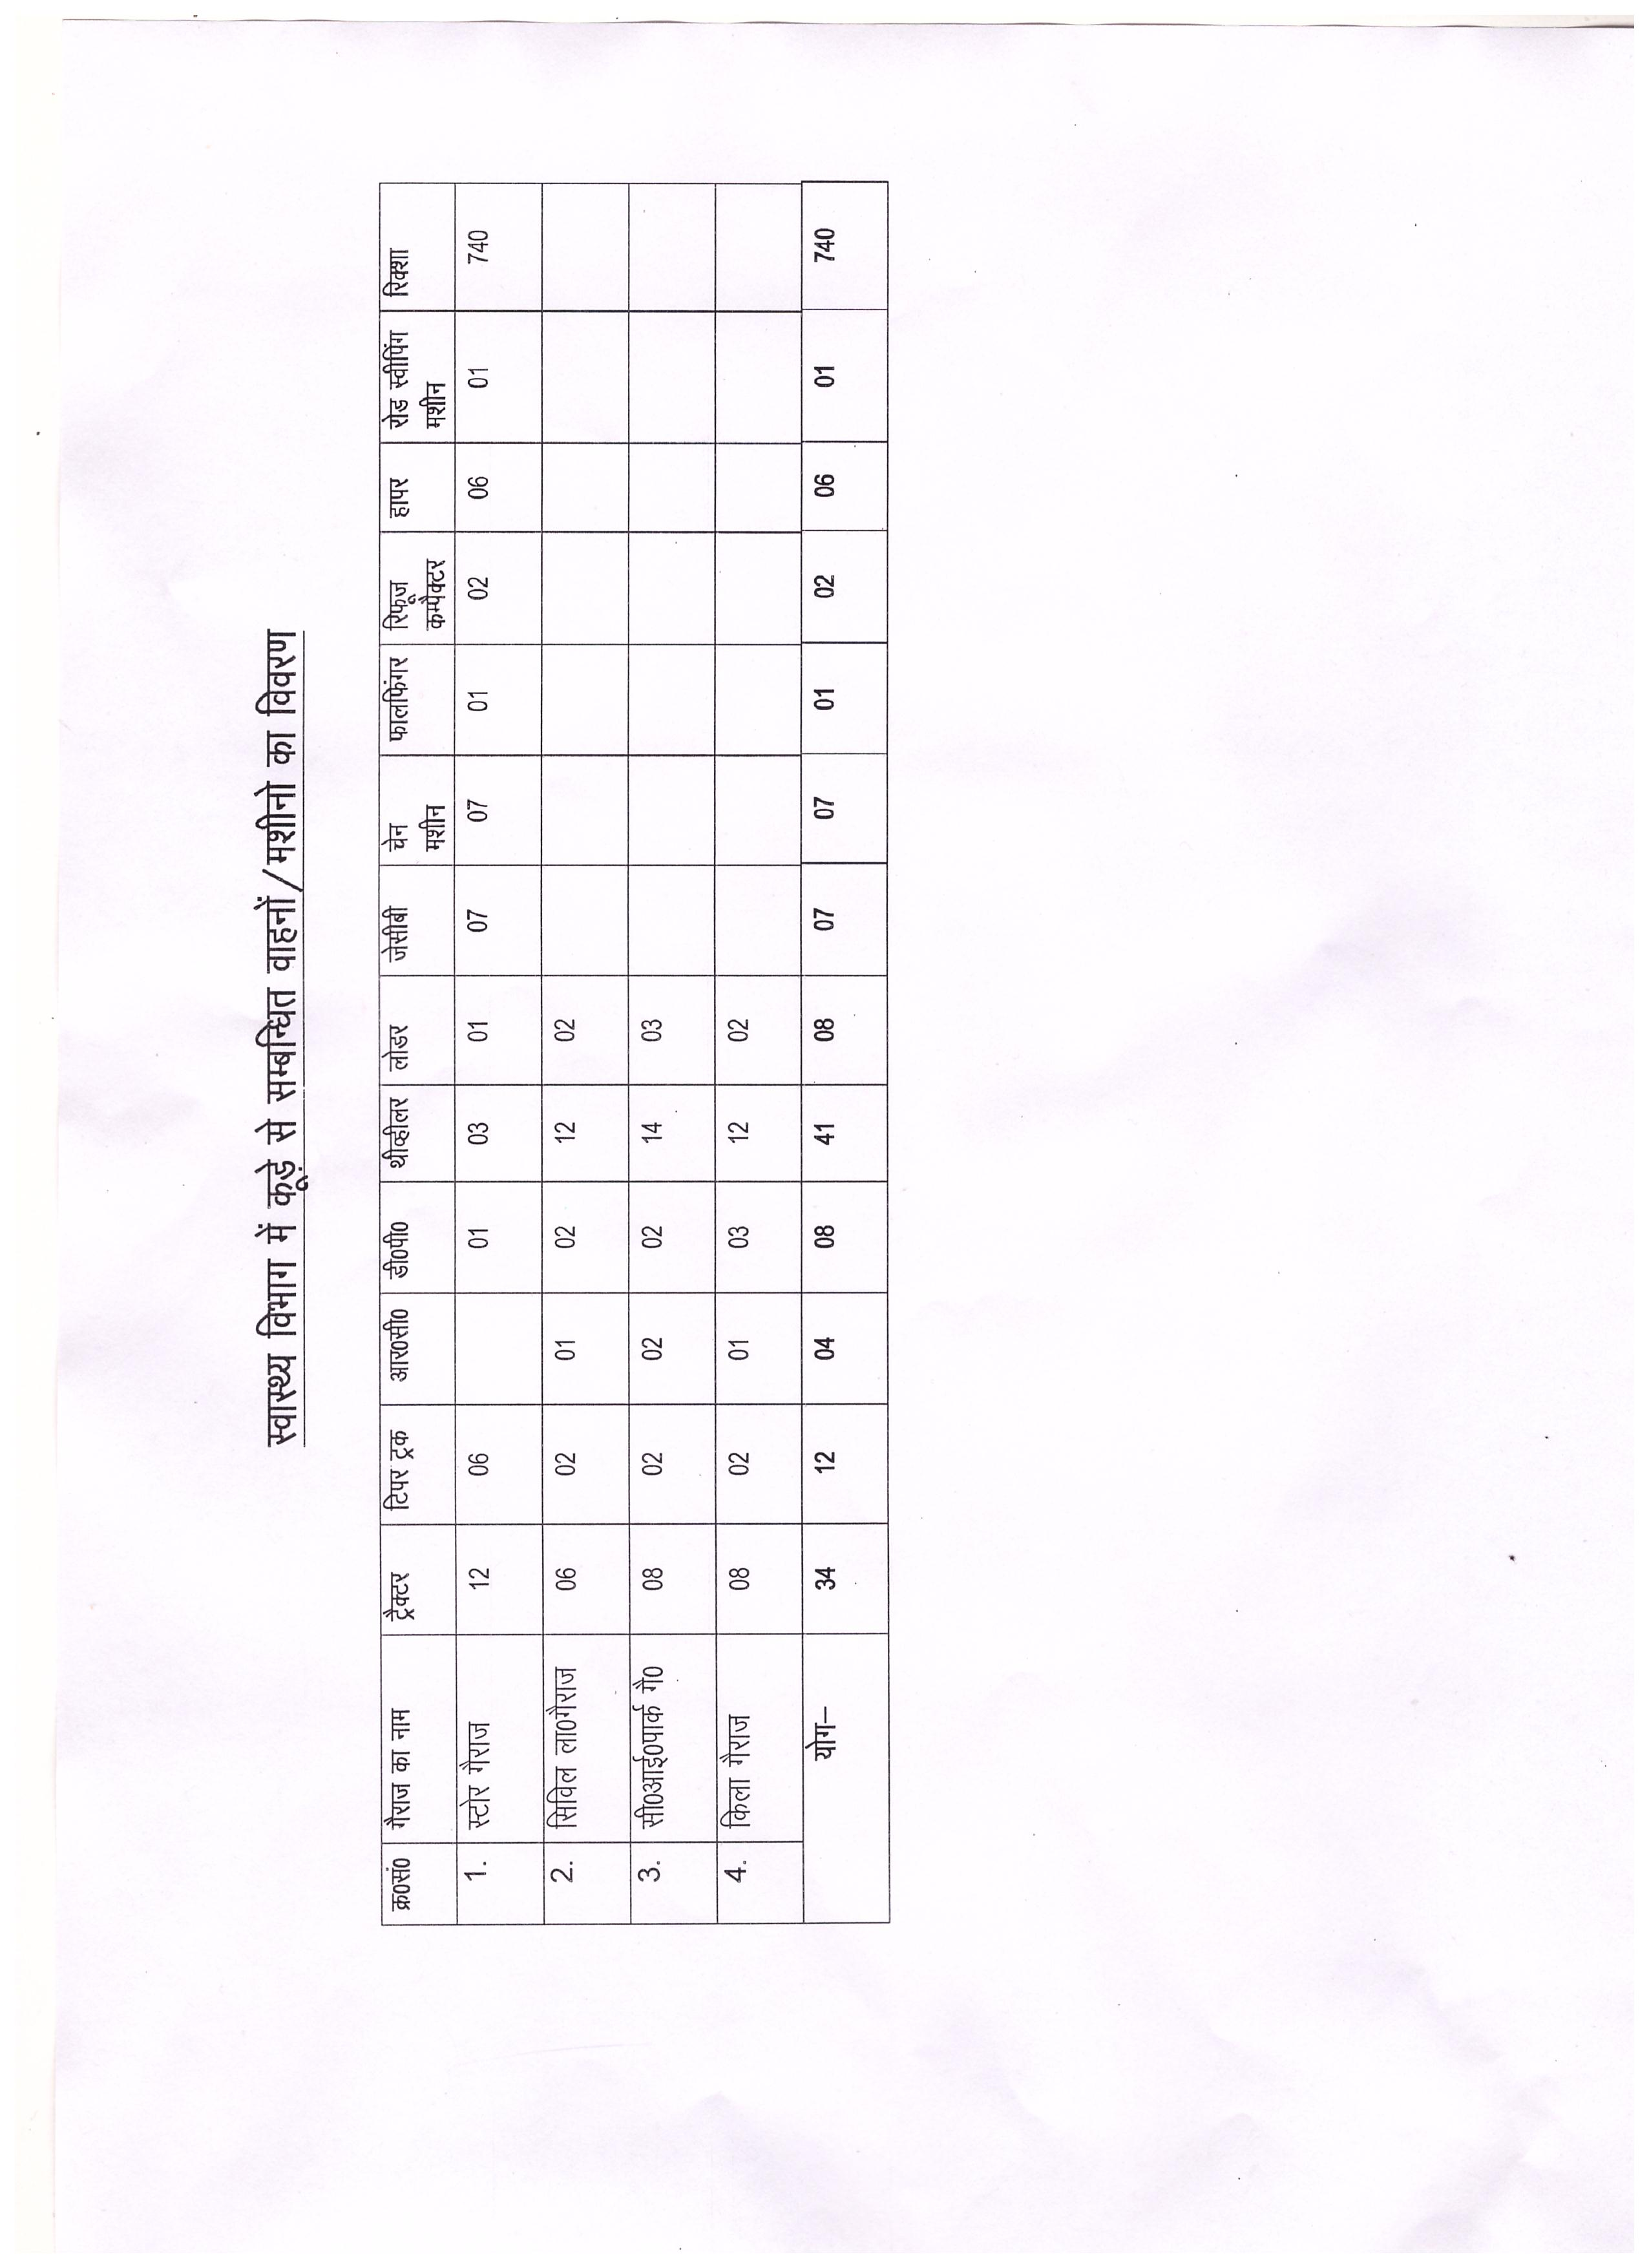 स्वास्थ्य विभाग में कूड़े से सम्बन्धित वाहनों/मशीनो का विवरण
क्र0सं0 गैराज का नाम ट्रैक्टर टिपर ट्रक आर0सी0 डी0पी0 थ्रीव्हीलर लोडर जेसीबी चेन मशीन फालफिंगर रिफूज कम्पैक्टर हापर रोड स्वीपिंग मशीन रिक्शा
1. स्टोर गैराज 12 06 01 03 01 07 07 01 02 06 01 740
2. सिविल ला0गैराज 06 02 01 02 12 02
3. सी0आई0पार्क गै0 08 02 02 02 14 03
4. किला गैराज 08 02 01 03 12 02
योग– 34 12 04 08 41 08 07 07 01 02 06 01 740